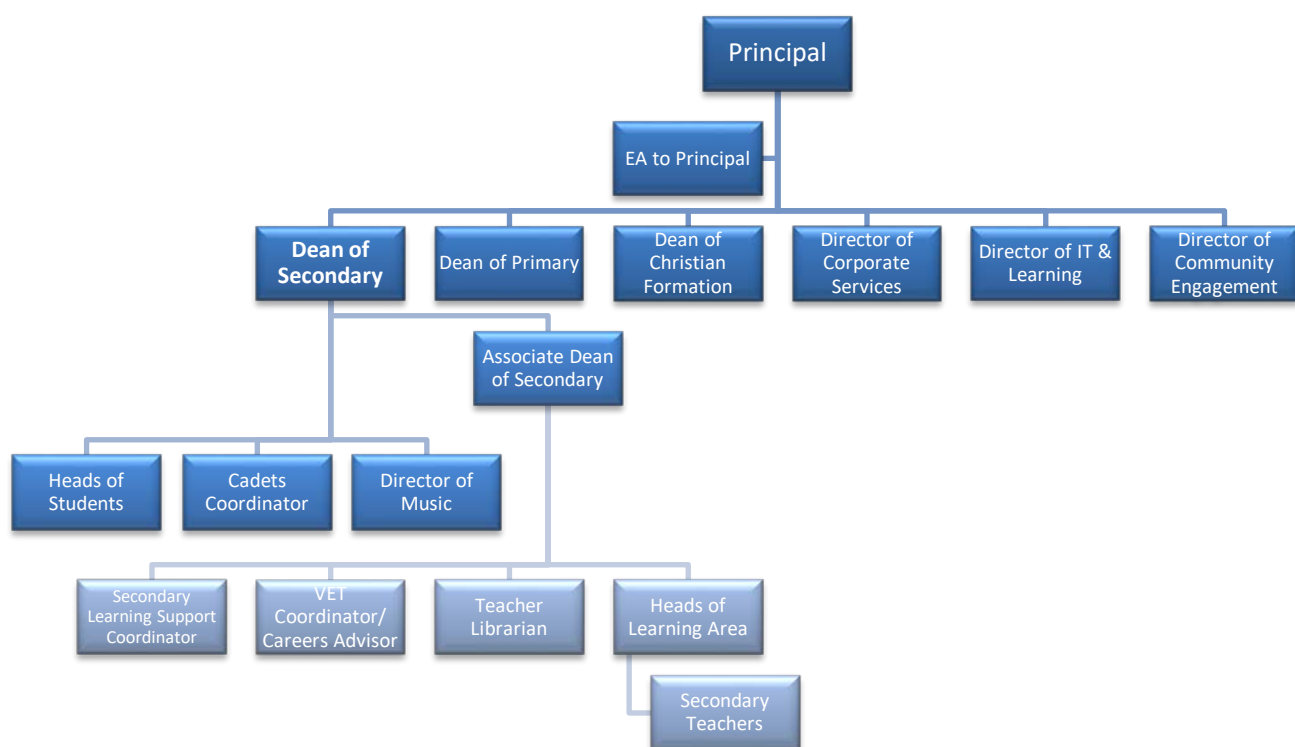 Principal
EA to Principal
Dean of
Secondary
Dean of Primary
Dean of
Christian
Formation
Director of
Corporate
Services
Director of IT &
Learning
Director of
Community
Engagement
Associate Dean
of Secondary
Heads of
Students
Cadets
Coordinator
Director of
Music
Secondary
Learning Support
Coordinator
VET
Coordinator/
Careers Advisor
Teacher
Librarian
Heads of
Learning Area
Secondary
Teachers